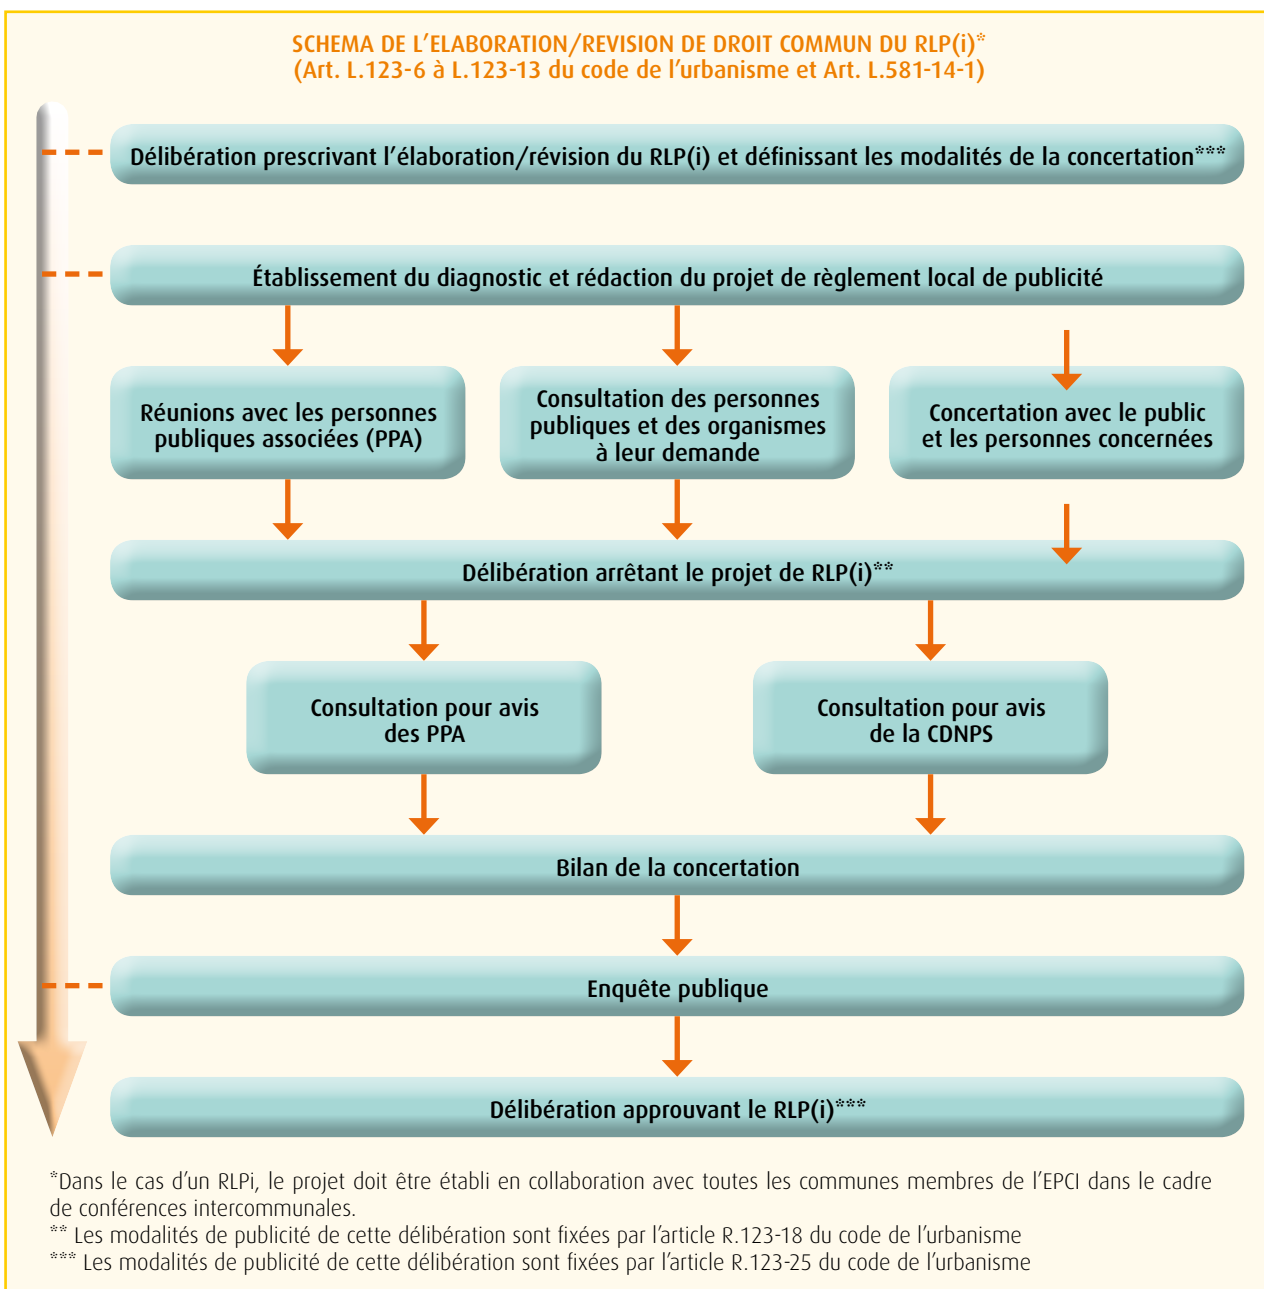 SCHEMA DE L'ELABORATION/REVISION DE DROIT COMMUN DU RLP(i)*
(Art. L.123-6 à L.123-13 du code de l'urbanisme et Art. L.581-14-1)
Délibération prescrivant l'élaboration/révision du RLP(i) et définissant les modalités de la concertation***
Établissement du diagnostic et rédaction du projet de règlement local de publicité
Réunions avec les personnes
publiques associées (PPA)
Consultation des personnes
publiques et des organismes
à leur demande
Concertation avec le public
et les personnes concernées
Délibération arrêtant le projet de RLP(i)**
Consultation pour avis
des PPA
Consultation pour avis
de la CDNPS
Bilan de la concertation
Enquête publique
Délibération approuvant le RLP(i)***
*Dans le cas d'un RLPi, le projet doit être établi en collaboration avec toutes les communes membres de l'EPCI dans le cadre
de conférences intercommunales.
** Les modalités de publicité de cette délibération sont fixées par l'article R.123-18 du code de l'urbanisme
*** Les modalités de publicité de cette délibération sont fixées par l'article R.123-25 du code de l'urbanisme